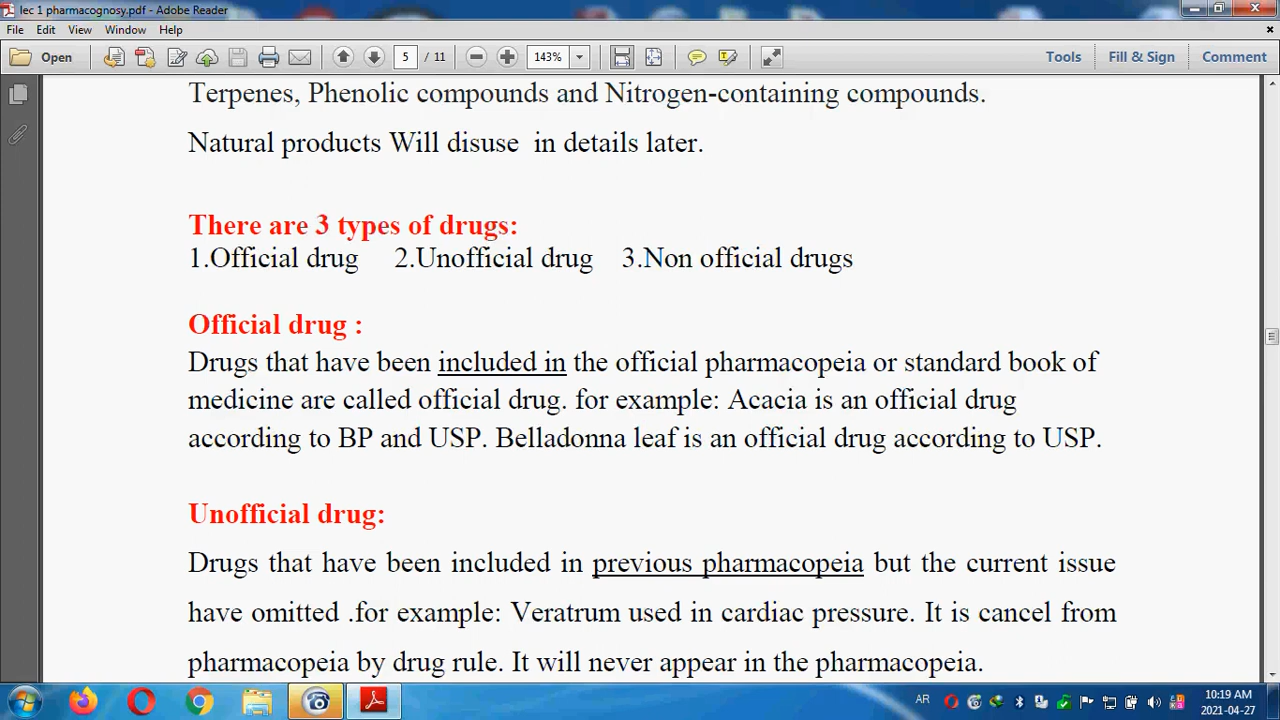 lec 1 pharmacognosy.pdf - Adobe Reader
File Edit View Window Help
Open 5 / 11 143% Tools Fill & Sign Comment
Terpenes, Phenolic compounds and Nitrogen-containing compounds.
Natural products Will disuse in details later.
There are 3 types of drugs:
1.Official drug 2.Unofficial drug 3.Non official drugs
Official drug :
Drugs that have been included in the official pharmacopeia or standard book of
medicine are called official drug. for example: Acacia is an official drug
according to BP and USP. Belladonna leaf is an official drug according to USP.
Unofficial drug:
Drugs that have been included in previous pharmacopeia but the current issue
have omitted .for example: Veratrum used in cardiac pressure. It is cancel from
pharmacopeia by drug rule. It will never appear in the pharmacopeia.
AR 10:19 AM
2021-04-27